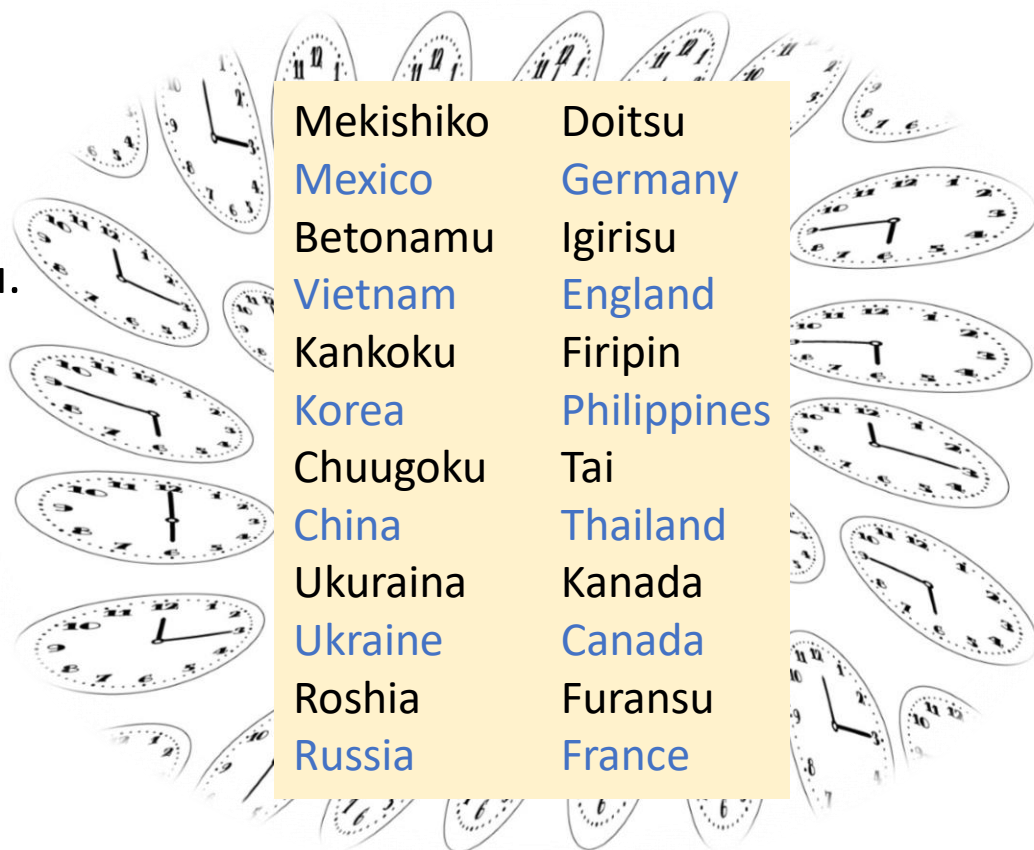 Mekishiko
Mexico
Betonamu
Vietnam
Kankoku
Korea
Chuugoku
China
Ukuraina
Ukraine
Roshia
Russia
Doitsu
Germany
Igirisu
England
Firipin
Philippines
Tai
Thailand
Kanada
Canada
Furansu
France